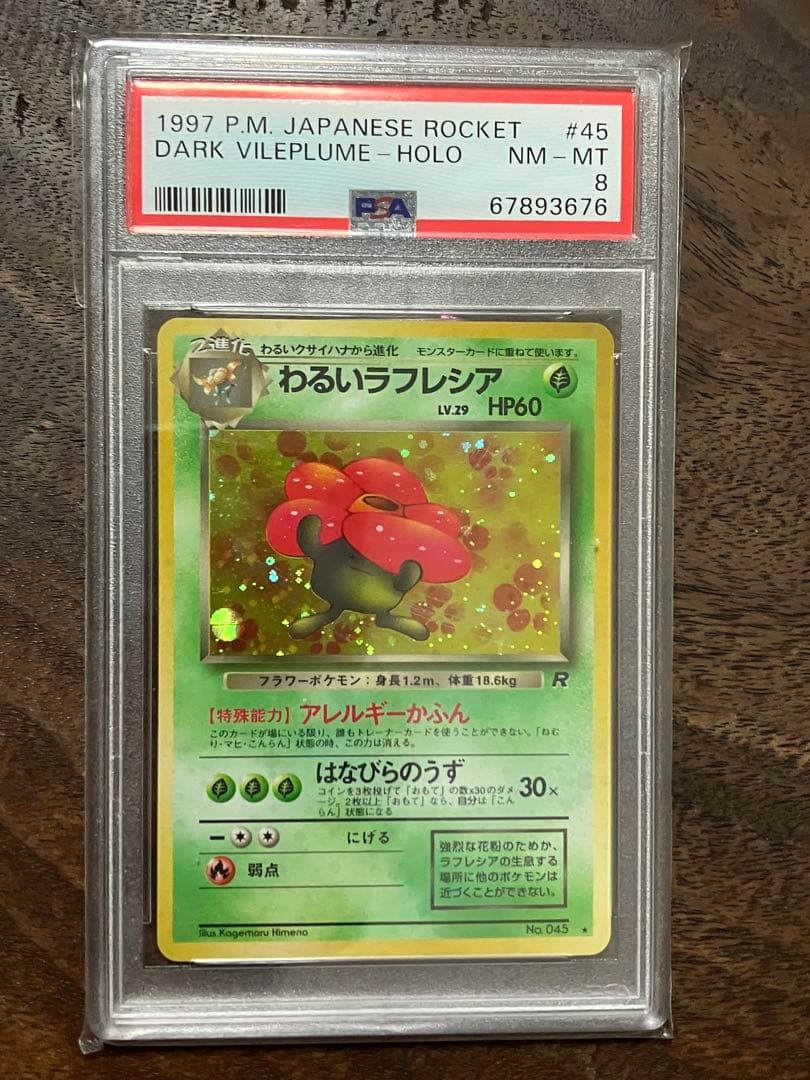 1997 P.M. JAPANESE ROCKET #45
DARK VILEPLUME - HOLO NM - MT
8
PSA 67893676
2進化 わるいクサイハナから進化 モンスターカードに重ねて使います。
わるいラフレシア
LV.29 HP60
フラワーポケモン：身長1.2m、体重18.6kg R
【特殊能力】アレルギーかふん
このカードが場にいる限り、誰もトレーナーカードを使うことができない。「ねむ
り・マヒ・こんらん」状態の時、この力は消える。
はなびらのうず
コインを3枚投げて「おもて」の数x30のダメ
ージ。2枚以上「おもて」なら、自分は「こん
らん」状態になる
30×
にげる
弱点
強烈な花粉のためか、
ラフレシアの生息する
場所に他のポケモンは
近づくことができない。
Illus. Kagemaru Himeno No. 045 ★